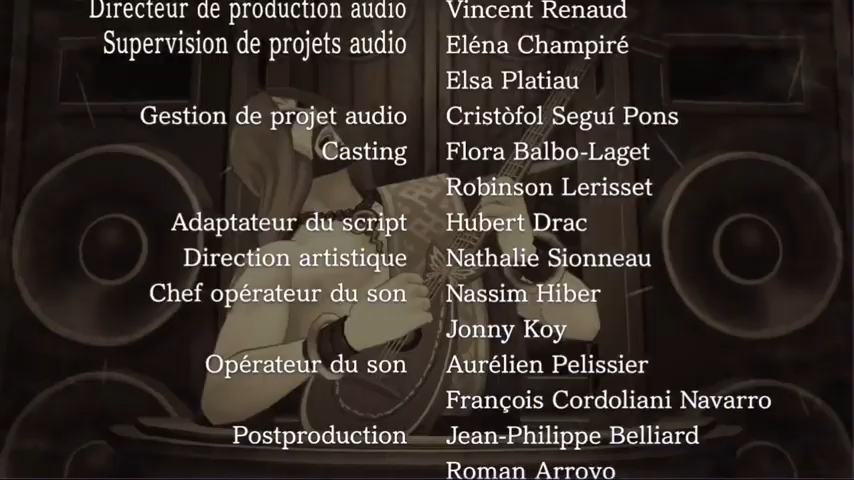 Directeur de production audio Vincent Renaud
Supervision de projets audio Eléna Champiré
Elsa Platiau
Gestion de projet audio Cristòfol Seguí Pons
Casting Flora Balbo-Laget
Robinson Lerisset
Adaptateur du script Hubert Drac
Direction artistique Nathalie Sionneau
Chef opérateur du son Nassim Hiber
Jonny Koy
Opérateur du son Aurélien Pelissier
François Cordoliani Navarro
Postproduction Jean-Philippe Belliard
Roman Arroyo